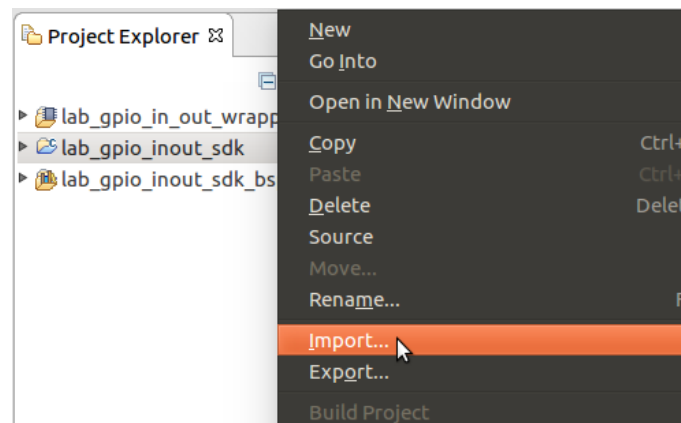 Project Explorer
lab_gpio_in_out_wrapp
lab_gpio_inout_sdk
lab_gpio_inout_sdk_bs
New
Go Into
Open in New Window
Copy Ctrl+
Paste Ctrl+
Delete Delet
Source
Move...
Rename... F
Import...
Export...
Build Project